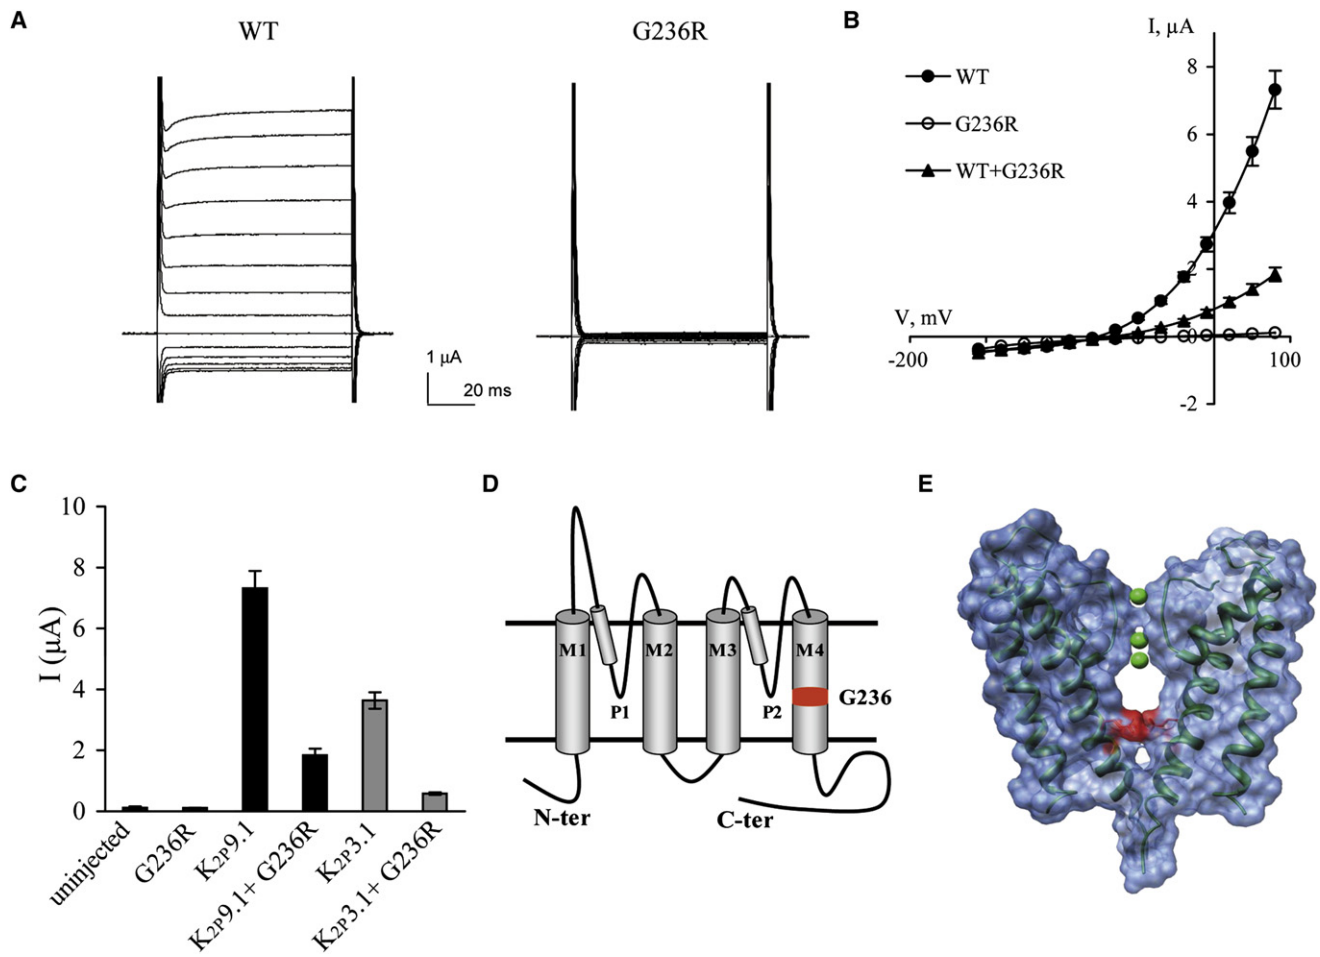 A
WT
G236R
1 µA
20 ms
B
I, µA
WT
G236R
WT+G236R
8
6
4
2
0
-2
V, mV
-200
100
C
I (µA)
10
8
6
4
2
0
uninjected
G236R
K2P9.1
K2P9.1+ G236R
K2P3.1
K2P3.1+ G236R
D
M1
M2
M3
M4
P1
P2
G236
N-ter
C-ter
E